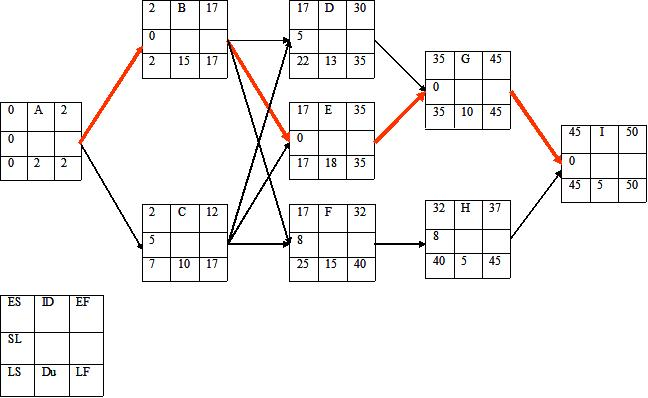 2 B 17
0
2 15 17
17 D 30
5
22 13 35
35 G 45
0
35 10 45
0 A 2
0
0 2 2
17 E 35
0
17 18 35
45 I 50
0
45 5 50
2 C 12
5
7 10 17
17 F 32
8
25 15 40
32 H 37
8
40 5 45
ES ID EF
SL
LS Du LF